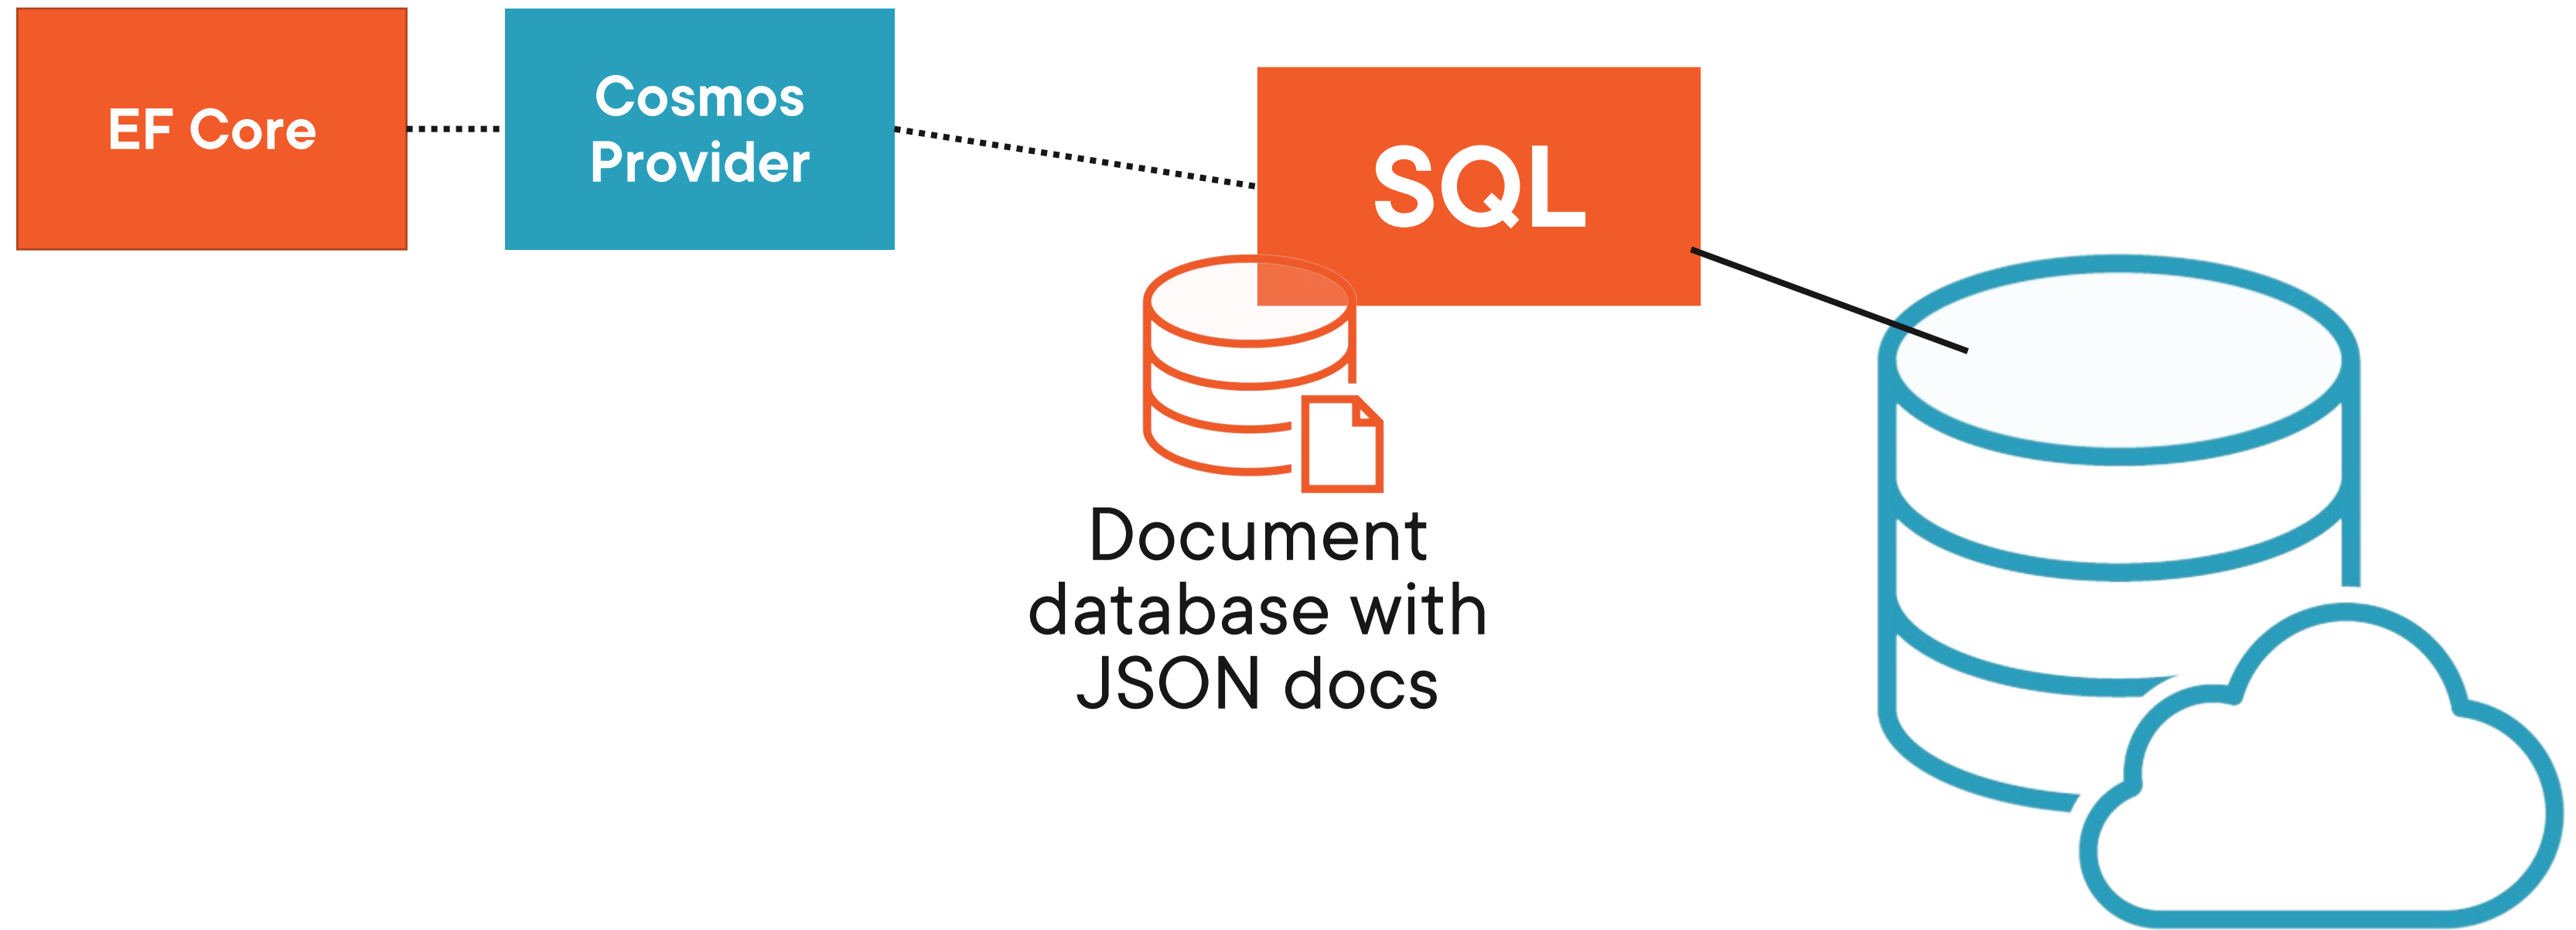 EF Core
Cosmos
Provider
SQL
Document
database with
JSON docs